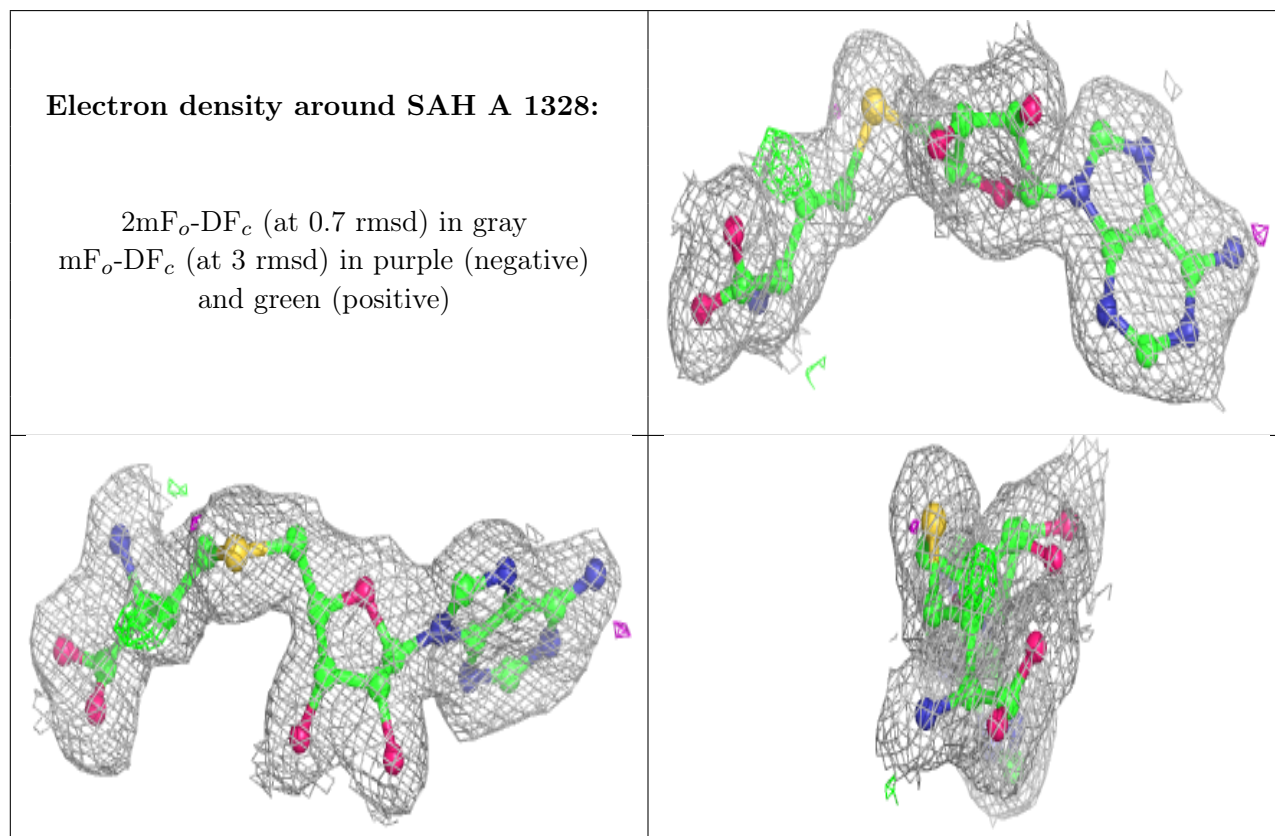 Electron density around SAH A 1328:
2mFo-DFc (at 0.7 rmsd) in gray
mFo-DFc (at 3 rmsd) in purple (negative)
and green (positive)